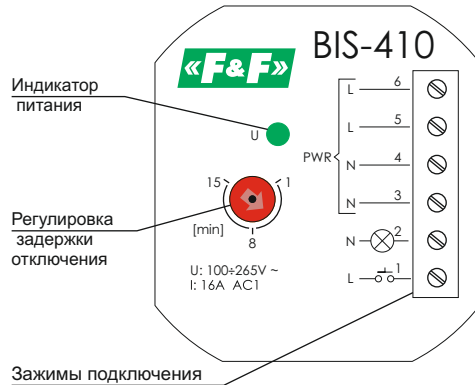 BIS-410
«F&F»
Индикатор
питания
U
L 6
L 5
PWR
N 4
N 3
N 2
L 1
15 1
[min]
8
Регулировка
задержки
отключения
U: 100÷265V ~
I: 16A AC1
Зажимы подключения